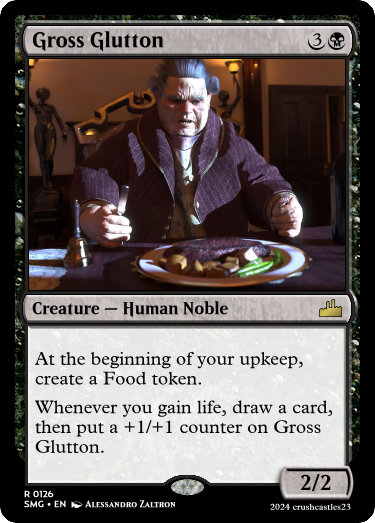 Gross Glutton 3
Creature — Human Noble
At the beginning of your upkeep,
create a Food token.
Whenever you gain life, draw a card,
then put a +1/+1 counter on Gross
Glutton.
2/2
R 0126
SMG • EN Alessandro Zaltron
2024 crushcastles23